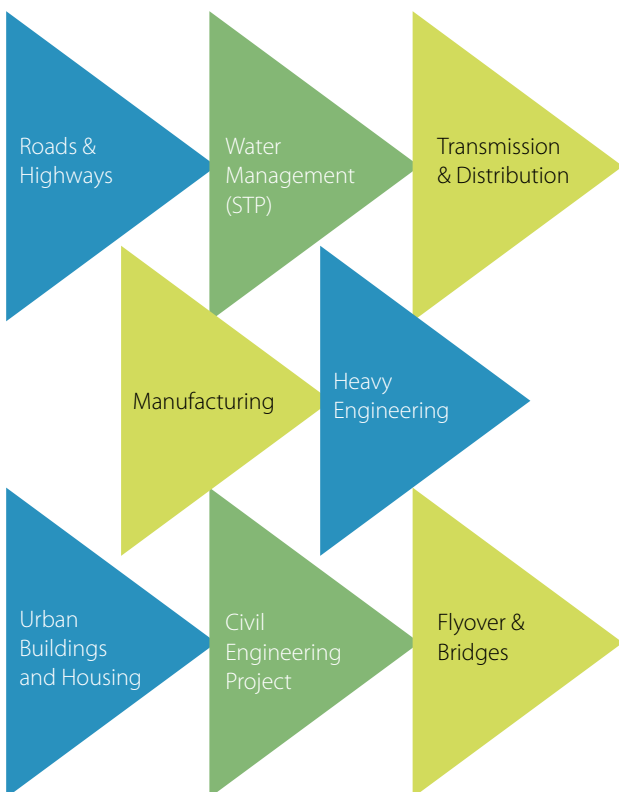 Roads &
Highways
Water
Management
(STP)
Transmission
& Distribution
Manufacturing
Heavy
Engineering
Urban
Buildings
and Housing
Civil
Engineering
Project
Flyover &
Bridges